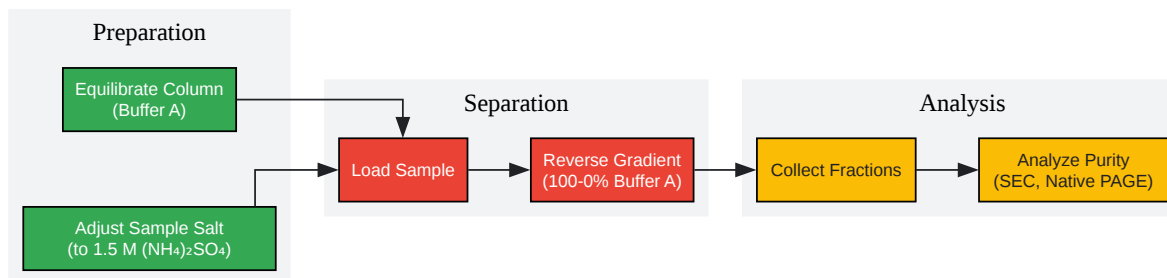 Preparation
Equilibrate Column
(Buffer A)
Adjust Sample Salt
(to 1.5 M (NH₄)₂SO₄)
Separation
Load Sample
Reverse Gradient
(100-0% Buffer A)
Analysis
Collect Fractions
Analyze Purity
(SEC, Native PAGE)